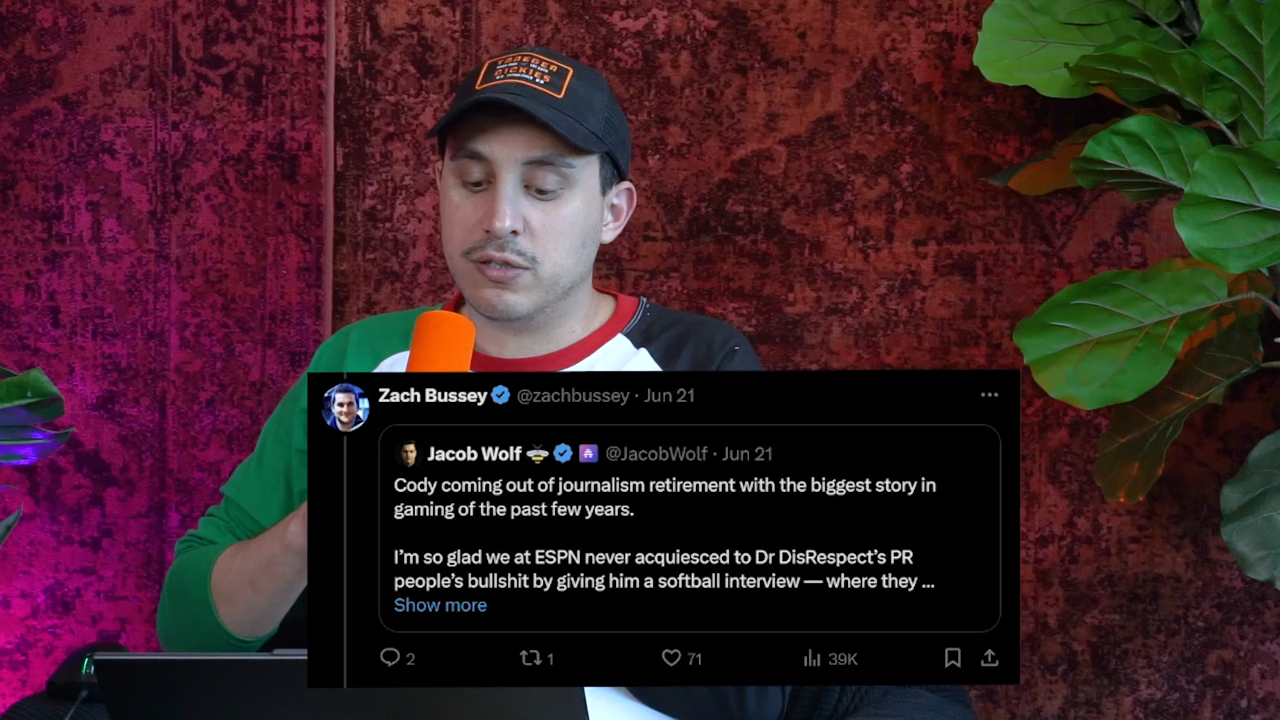 TRAEGER
DICKIES
Zach Bussey @zachbussey · Jun 21
Jacob Wolf @JacobWolf · Jun 21
Cody coming out of journalism retirement with the biggest story in
gaming of the past few years.
I'm so glad we at ESPN never acquiesced to Dr DisRespect's PR
people's bullshit by giving him a softball interview — where they ...
Show more
2 1 71 39K